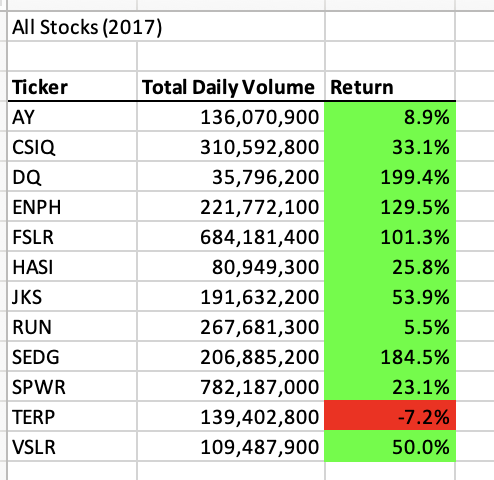 All Stocks (2017)
Ticker Total Daily Volume Return
AY 136,070,900 8.9%
CSIQ 310,592,800 33.1%
DQ 35,796,200 199.4%
ENPH 221,772,100 129.5%
FSLR 684,181,400 101.3%
HASI 80,949,300 25.8%
JKS 191,632,200 53.9%
RUN 267,681,300 5.5%
SEDG 206,885,200 184.5%
SPWR 782,187,000 23.1%
TERP 139,402,800 -7.2%
VSLR 109,487,900 50.0%